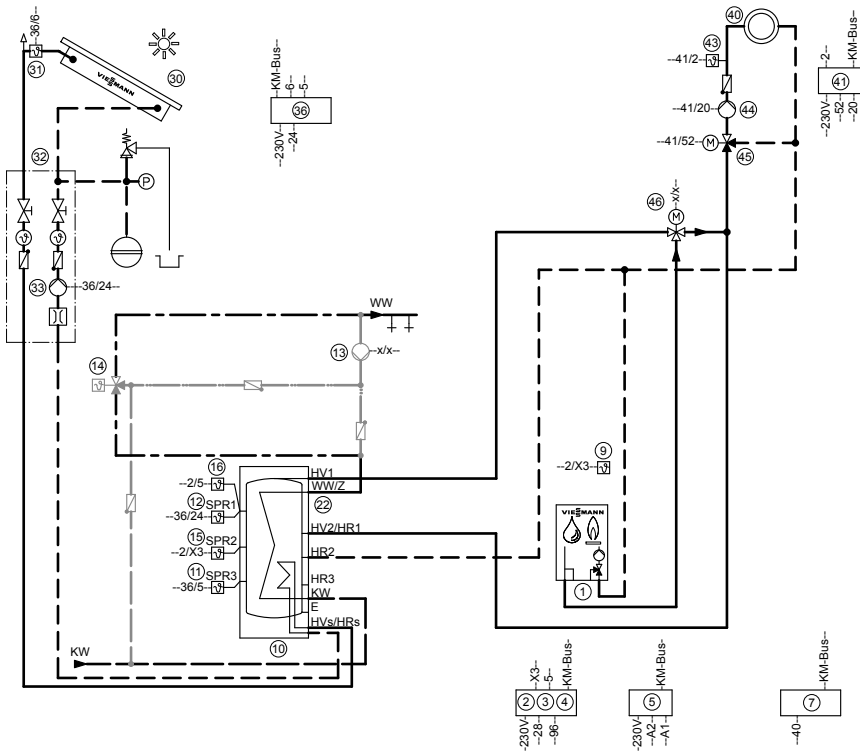 36/6--
31
VIESMANN
30
--KM-Bus--
--6--
--5--
36
--230V--
--24--
40
43
--41/2--
--2--
--KM-Bus--
41
--41/20--
44
--230V--
--52--
--20--
--41/52--
M
45
32
P
46
--x/x--
M
33
---36/24--
WW
13
--x/x--
14
16
--2/5--
HV1
WW/Z
9
--2/X3--
12
SPR1
--36/24--
22
HV2/HR1
VIESMANN
15
SPR2
--2/X3--
HR2
11
SPR3
--36/5--
HR3
KW
E
HVs/HRs
1
10
KW
--X3--
--5--
--KM-Bus-
2
3
4
--230V-
--28--
--96--
--KM-Bus-
5
--230V-
--A2--
--A1--
--KM-Bus--
7
--40--